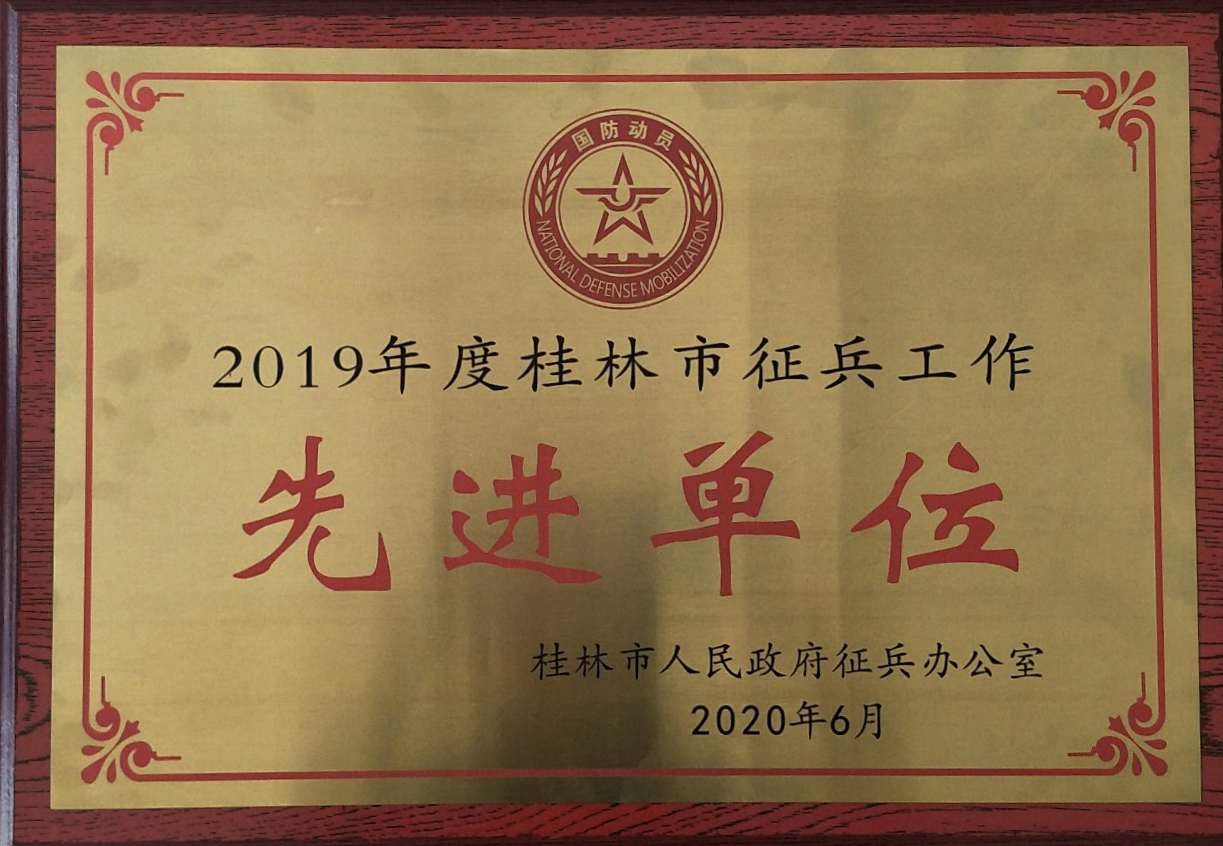 国防动员
NATIONAL DEFENSE MOBILIZATION
2019年度桂林市征兵工作
先进单位
桂林市人民政府征兵办公室
2020年6月